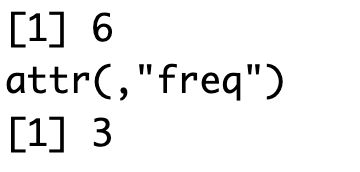 [1] 6
attr(,"freq")
[1] 3